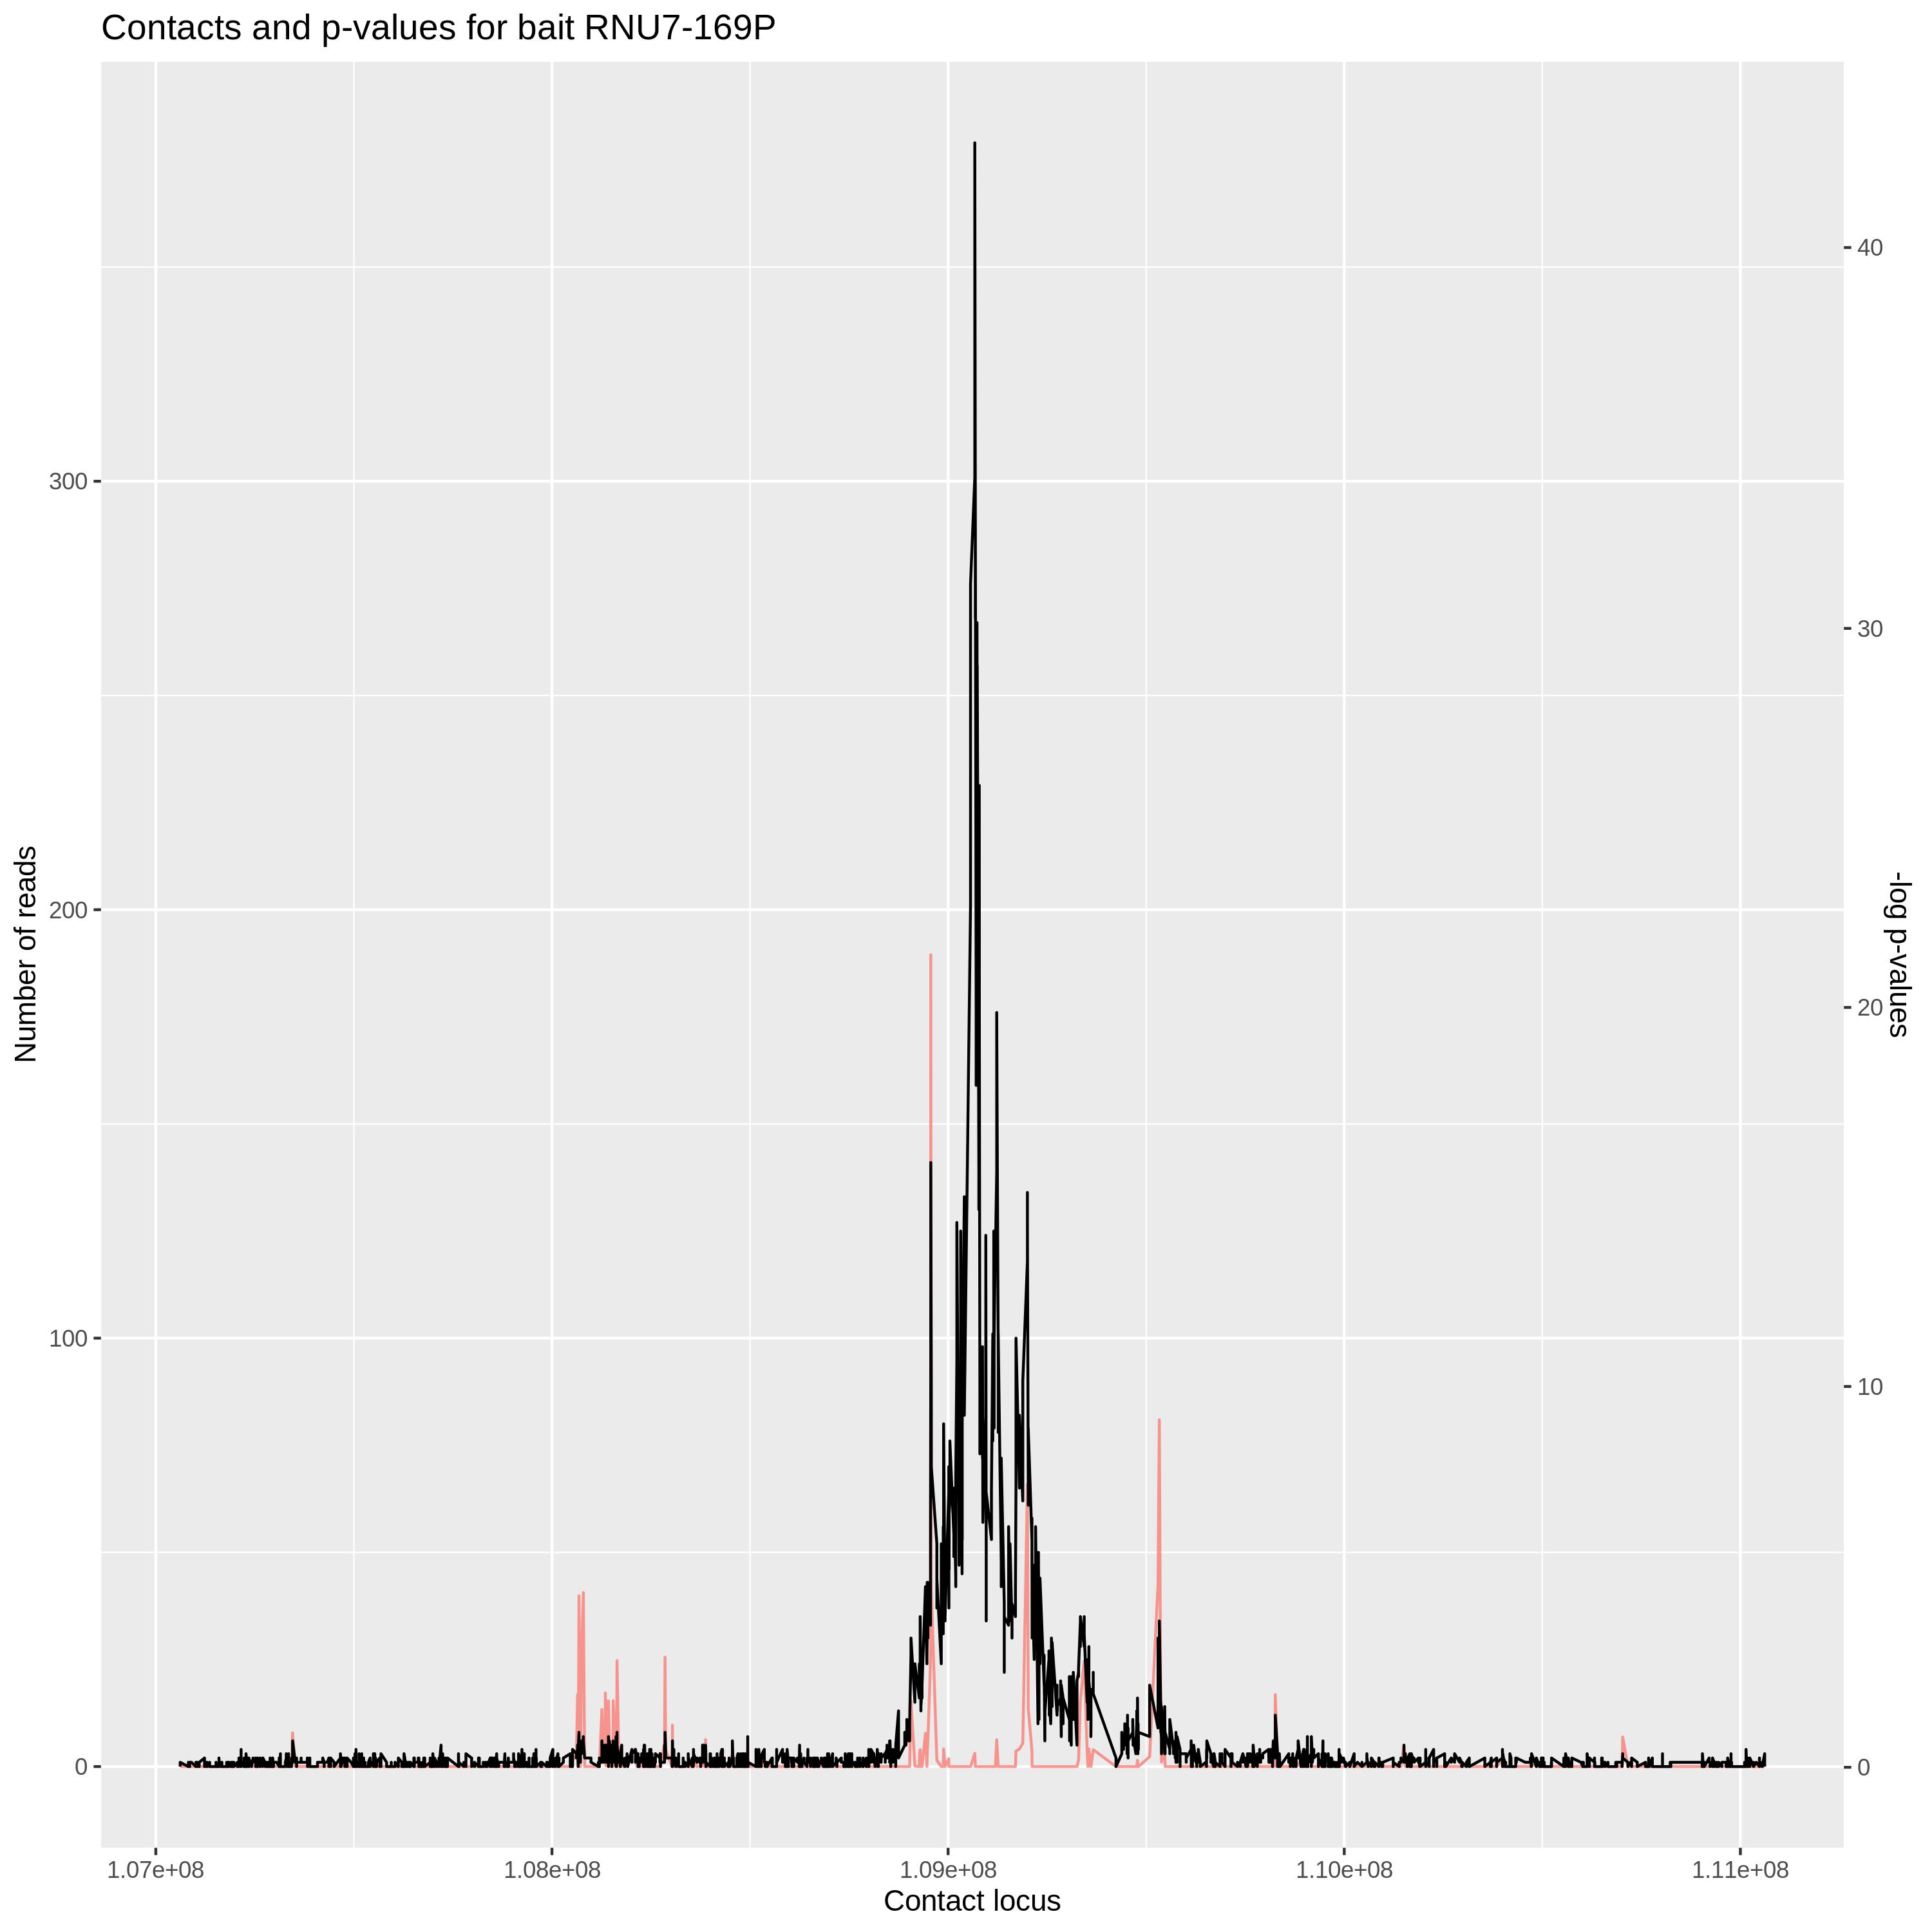 Contacts and p-values for bait RNU7-169P
Number of reads
300
200
100
0
40
30
20
10
0
-log p-values
1.07e+08
1.08e+08
1.09e+08
1.10e+08
1.11e+08
Contact locus